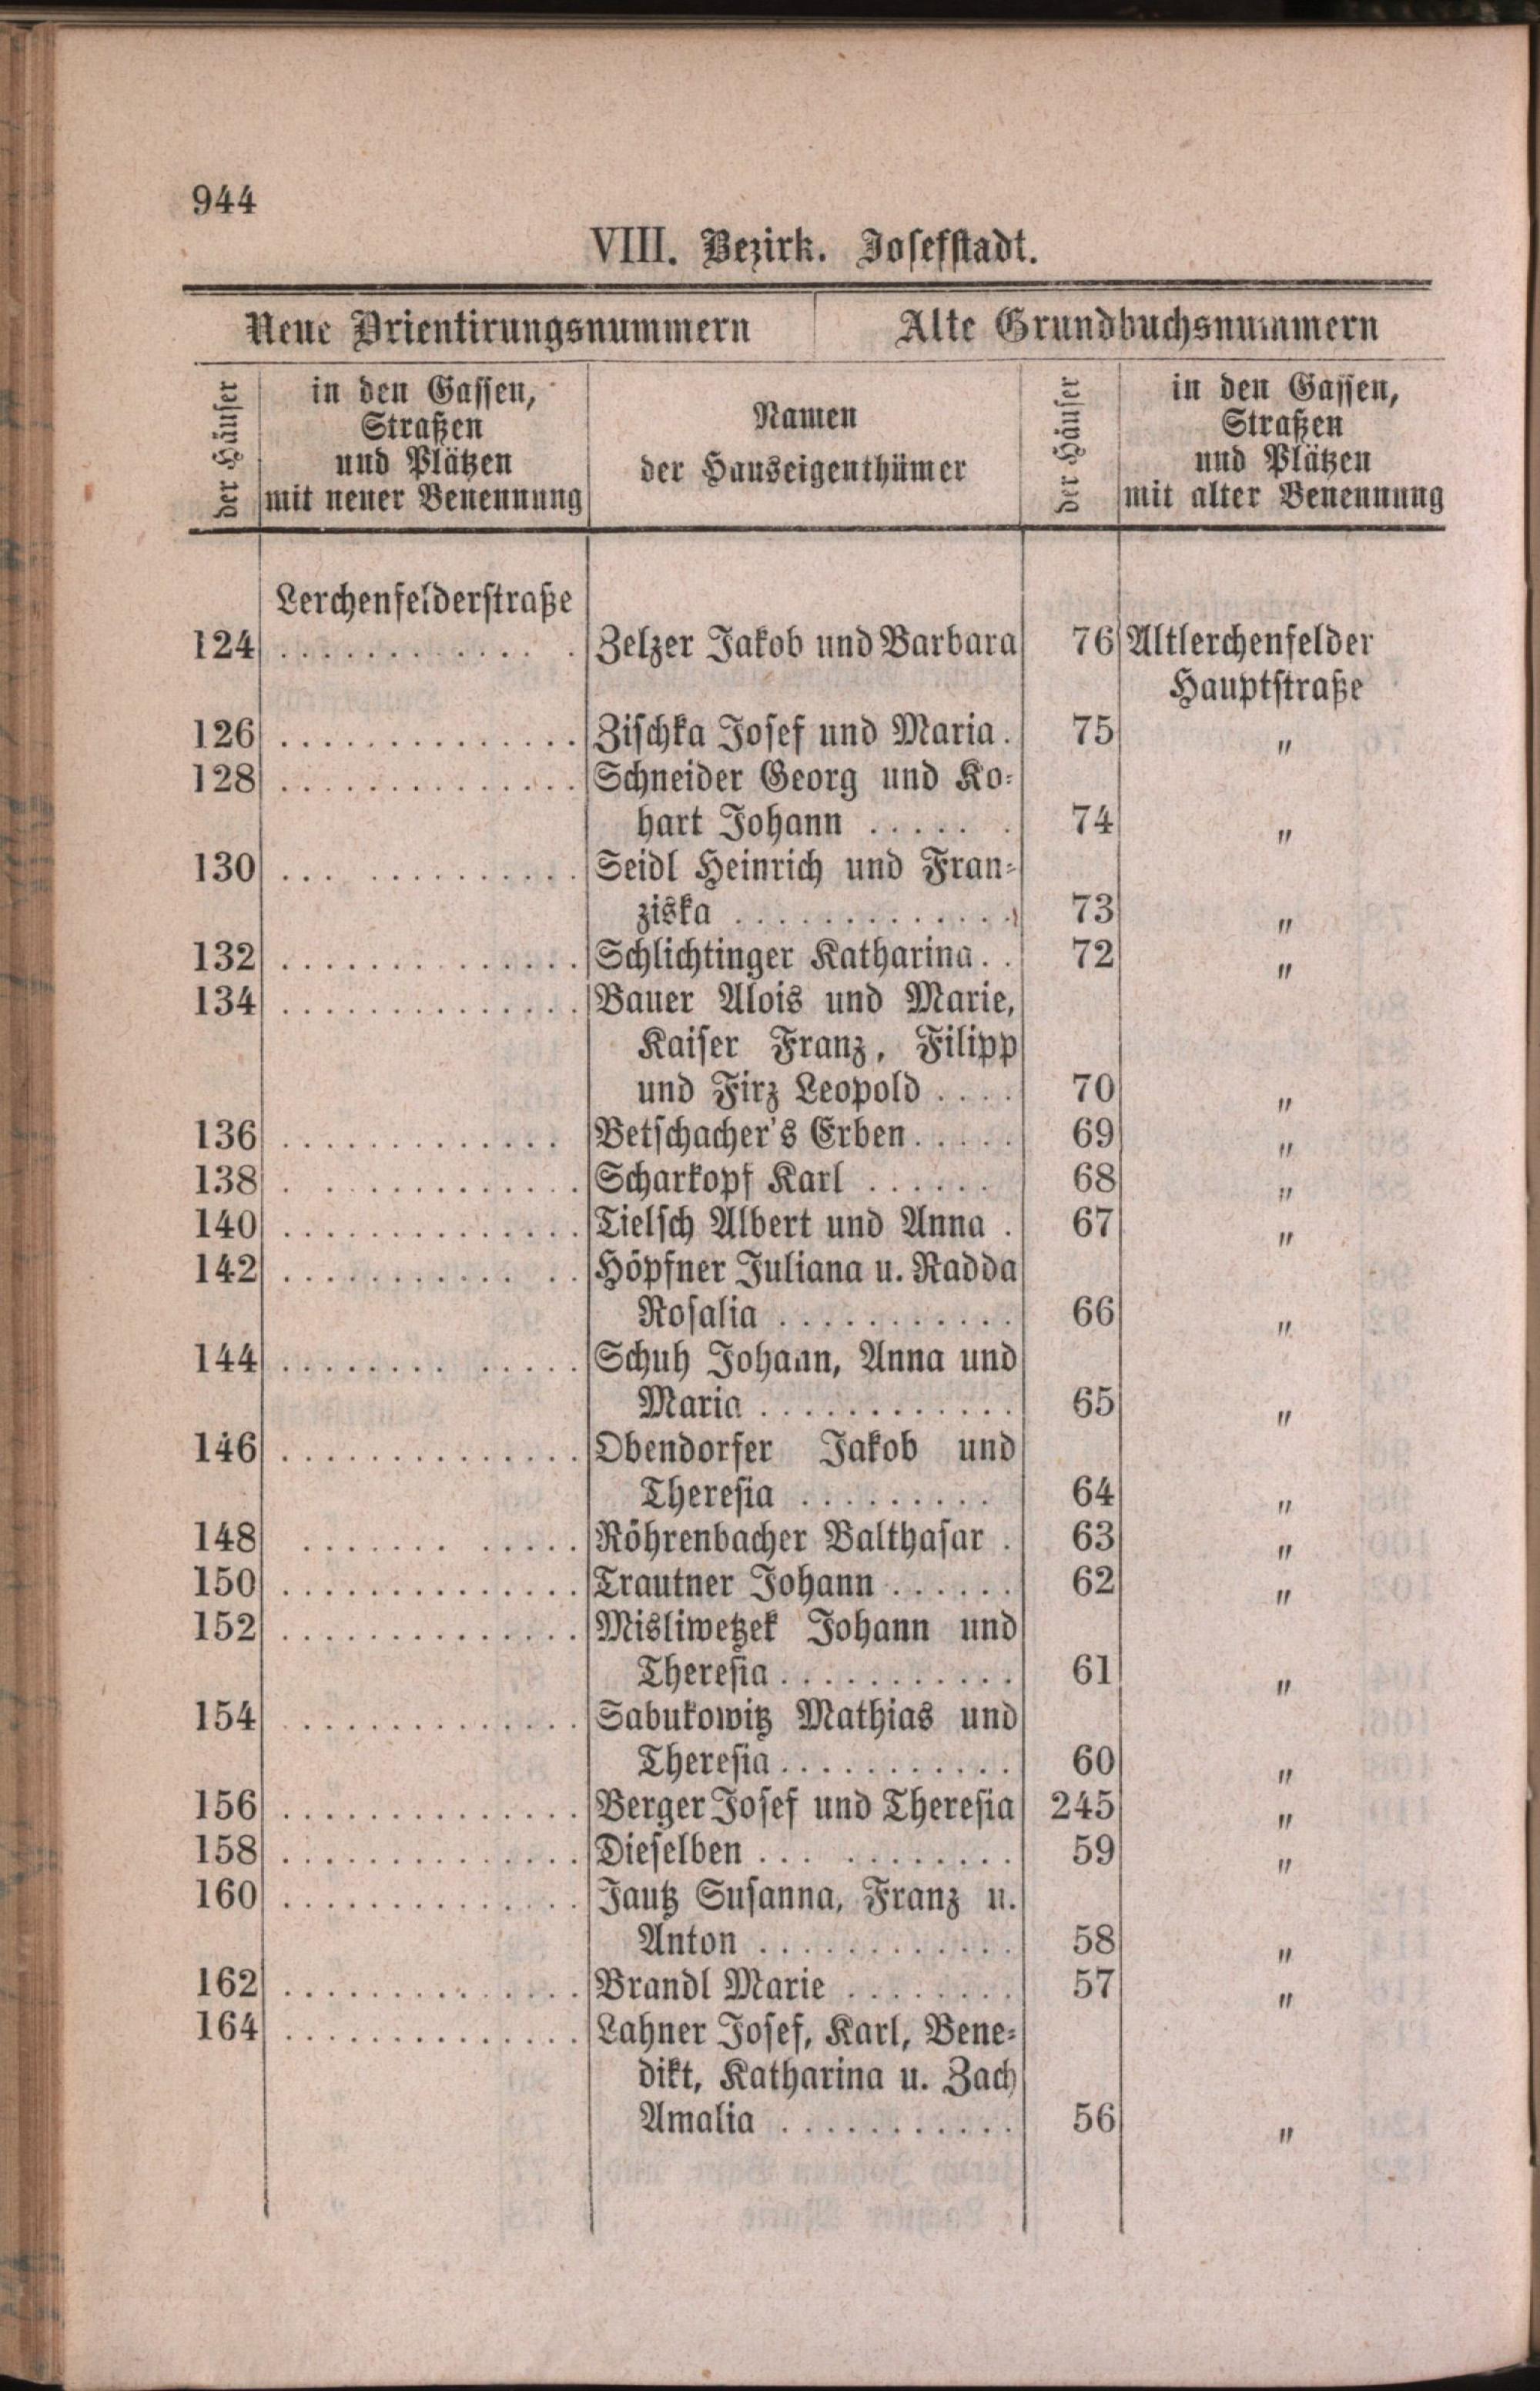 944
VIII. Bezirk. Josefstadt.
Neue Orientirungsnummern Alte Grundbuchsnummern
der Häuser
in den Gassen,
Straßen
und Plätzen
mit neuer Benennung
Namen
der Hauseigenthümer
der Häuser
in den Gassen,
Straßen
und Plätzen
mit alter Benennung
Lerchenfelderstraße
124 . . . . . . . . . . . . Zelzer Jakob und Barbara 76 Altlerchenfelder
Hauptstraße
126 . . . . . . . . . . . . . . Zischka Josef und Maria . 75 "
128 . . . . . . . . . . . . . . Schneider Georg und Ko-
hart Johann . . . . . . 74 "
130 . . . . . . . . . . . . . Seidl Heinrich und Fran-
ziska . . . . . . . . . . . . . 73 "
132 . . . . . . . . . . . . . . Schlichtinger Katharina . . 72 "
134 . . . . . . . . . . . . . . Bauer Alois und Marie,
Kaiser Franz, Filipp
und Firz Leopold . . . . 70 "
136 . . . . . . . . . . . . . Betschacher's Erben . . . . . 69 "
138 . . . . . . . . . . . . . Scharkopf Karl . . . . . . 68 "
140 . . . . . . . . . . . . . . Tielsch Albert und Anna . 67 "
142 . . . . . . . . . . . . . Höpfner Juliana u. Radda
Rosalia . . . . . . . . . . . 66 "
144 . . . . . . . . . . . . . Schuh Johann, Anna und
Maria . . . . . . . . . . . . 65 "
146 . . . . . . . . . . . . . . Obendorfer Jakob und
Theresia . . . . . . . . . 64 "
148 . . . . . . . . . . . . Röhrenbacher Balthasar . 63 "
150 . . . . . . . . . . . . . . Trautner Johann . . . . . . 62 "
152 . . . . . . . . . . . . . . Misliwetzek Johann und
Theresia . . . . . . . . . . . 61 "
154 . . . . . . . . . . . . . . Sabukowitz Mathias und
Theresia . . . . . . . . . . . 60 "
156 . . . . . . . . . . . . . . Berger Josef und Theresia 245 "
158 . . . . . . . . . . . . . . Dieselben . . . . . . . . . . . 59 "
160 . . . . . . . . . . . . . . Jautz Susanna, Franz u.
Anton . . . . . . . . . . . . 58 "
162 . . . . . . . . . . . . . . Brandl Marie . . . . . . . . 57 "
164 . . . . . . . . . . . . . . Lahner Josef, Karl, Bene-
dikt, Katharina u. Zach
Amalia . . . . . . . . . . . 56 "